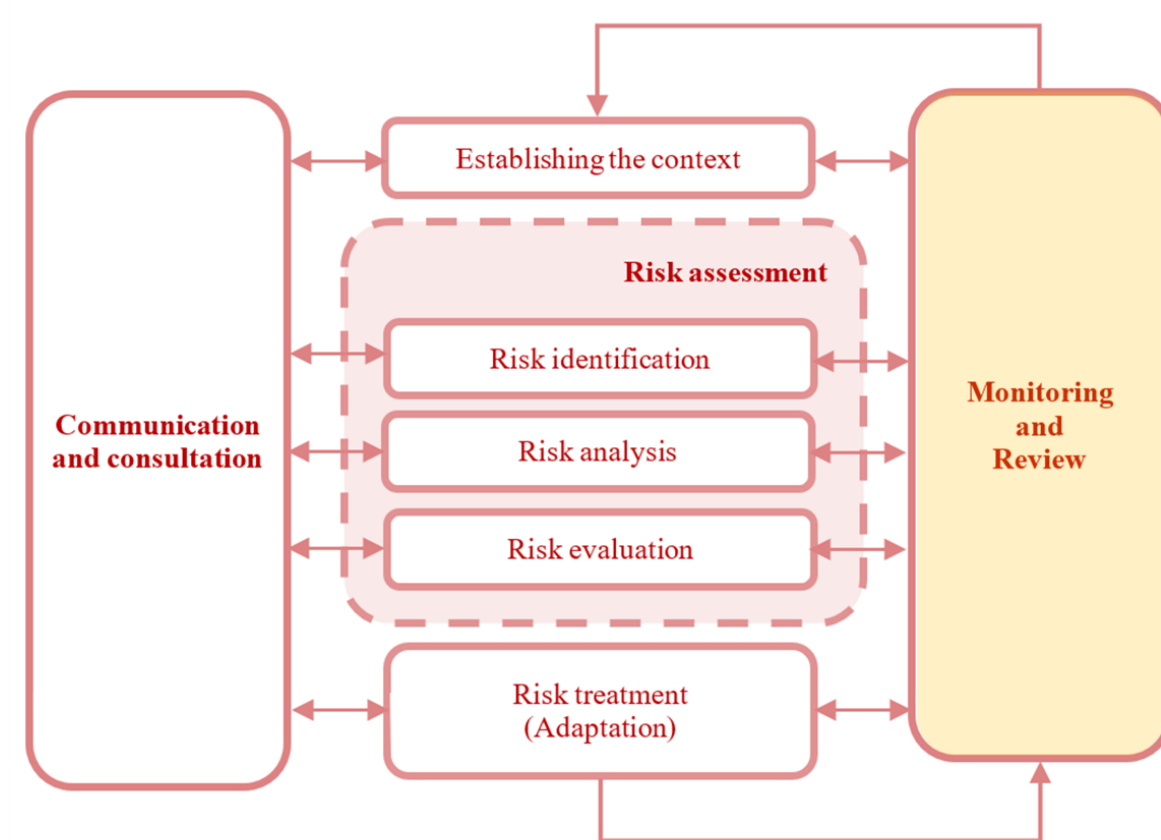 Establishing the context
Risk assessment
Risk identification
Risk analysis
Risk evaluation
Risk treatment
(Adaptation)
Communication
and consultation
Monitoring
and
Review